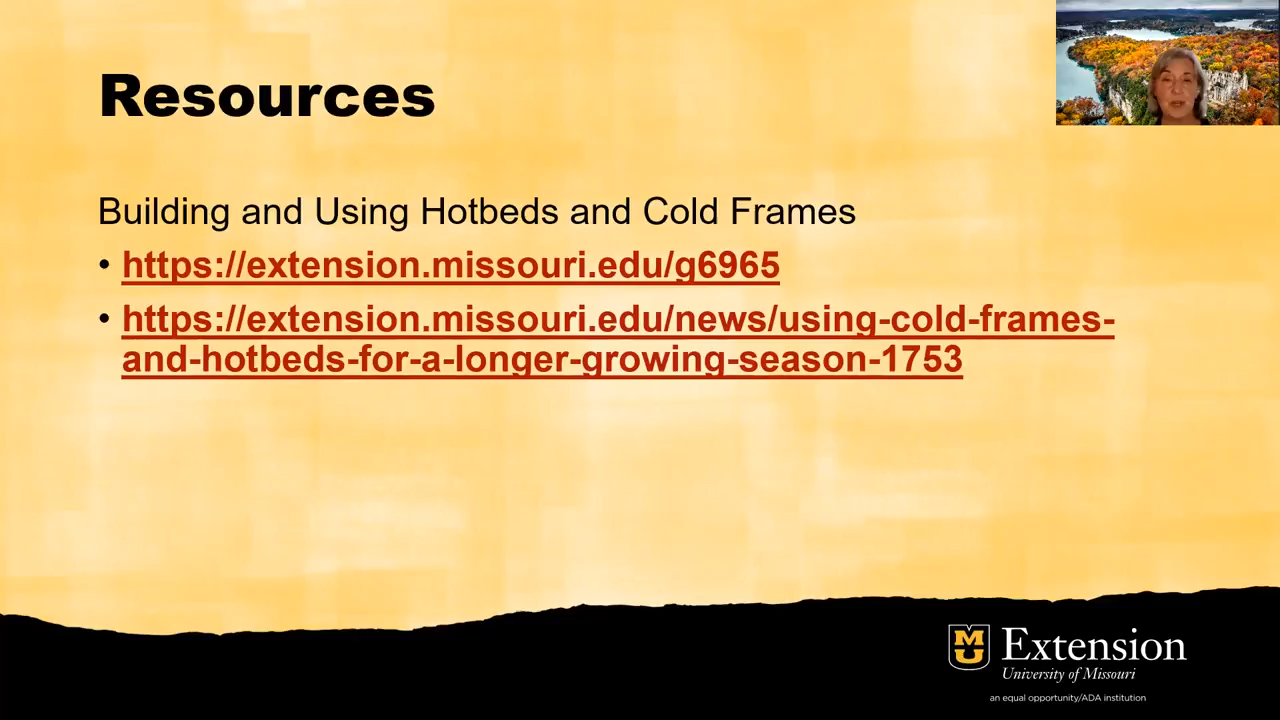 Resources
Building and Using Hotbeds and Cold Frames
• https://extension.missouri.edu/g6965
• https://extension.missouri.edu/news/using-cold-frames-
and-hotbeds-for-a-longer-growing-season-1753
MU Extension
University of Missouri
an equal opportunity/ADA institution